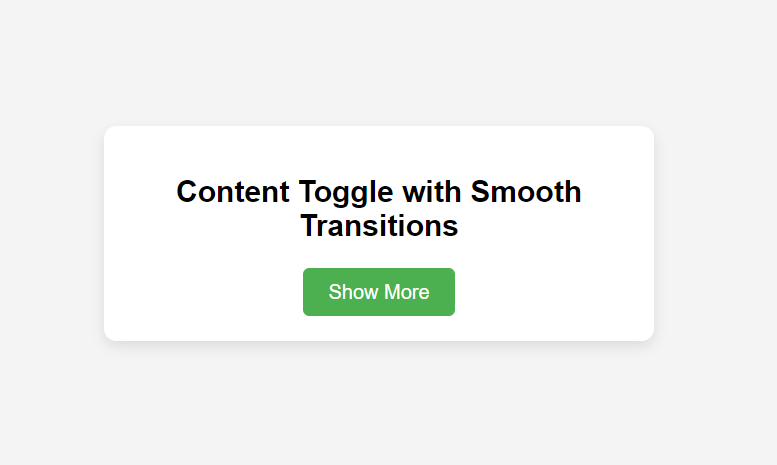 Content Toggle with Smooth
Transitions
Show More